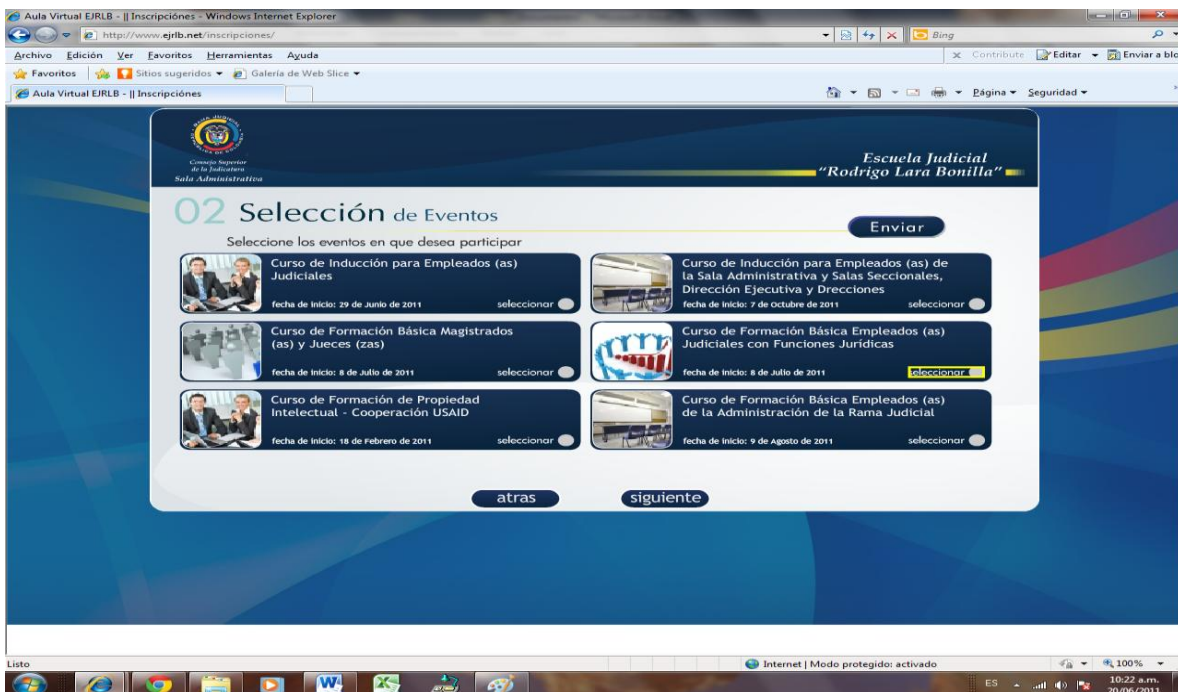 Aula Virtual EJRLB - || Inscripciónes - Windows Internet Explorer
http://www.ejrlb.net/inscripciones/
Bing
Archivo Edición Ver Favoritos Herramientas Ayuda
x Contribute Editar Enviar a blo
Favoritos Sitios sugeridos Galería de Web Slice
Aula Virtual EJRLB - || Inscripciónes
Página Seguridad
Consejo Superior
de la Judicatura
Sala Administrativa
Escuela Judicial
"Rodrigo Lara Bonilla"
02 Selección de Eventos
Enviar
Seleccione los eventos en que desea participar
Curso de Inducción para Empleados (as)
Judiciales
fecha de inicio: 29 de Junio de 2011 seleccionar
Curso de Inducción para Empleados (as) de
la Sala Administrativa y Salas Seccionales,
Dirección Ejecutiva y Drecciones
fecha de inicio: 7 de Octubre de 2011 seleccionar
Curso de Formación Básica Magistrados
(as) y Jueces (zas)
fecha de inicio: 8 de Julio de 2011 seleccionar
Curso de Formación Básica Empleados (as)
Judiciales con Funciones Jurídicas
fecha de inicio: 8 de Julio de 2011 seleccionar
Curso de Formación de Propiedad
Intelectual - Cooperación USAID
fecha de inicio: 18 de Febrero de 2011 seleccionar
Curso de Formación Básica Empleados (as)
de la Administración de la Rama Judicial
fecha de inicio: 9 de Agosto de 2011 seleccionar
atras siguiente
Listo
Internet | Modo protegido: activado
100%
ES
10:22 a.m.
20/06/2011